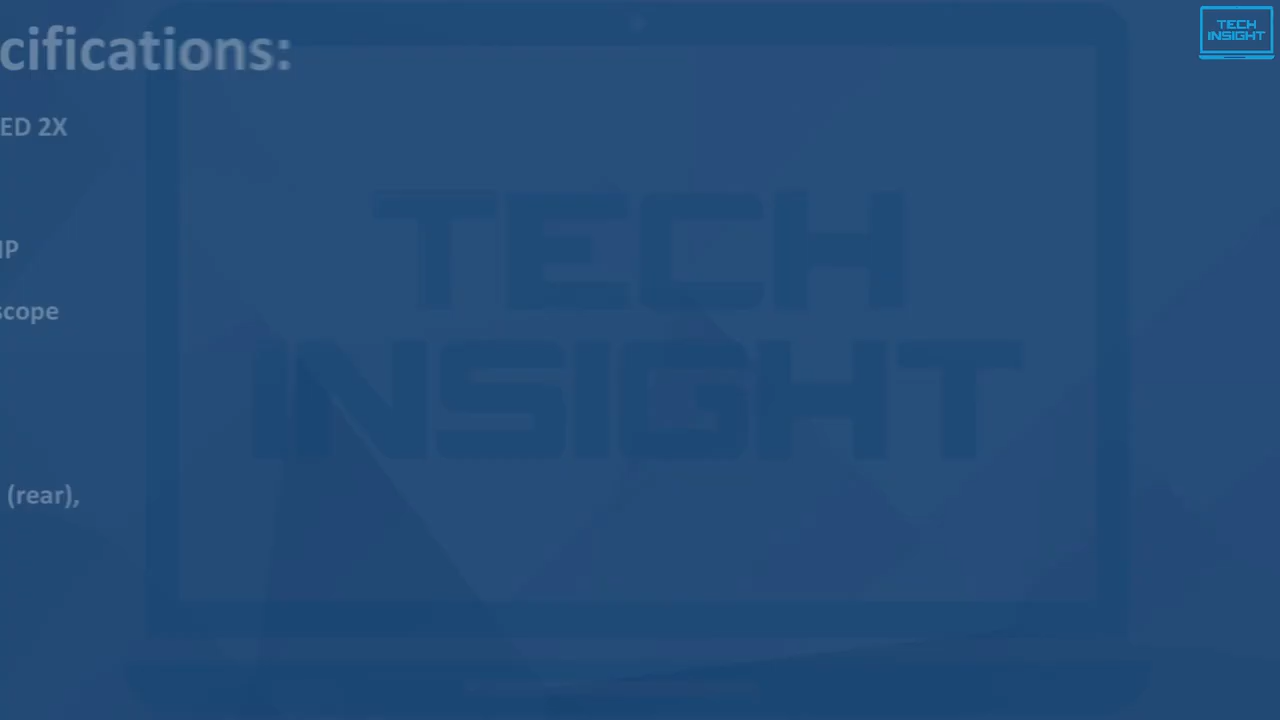 cifications:
ED 2X
IP
scope
(rear),
TECH
INSIGHT
TECH
INSIGHT